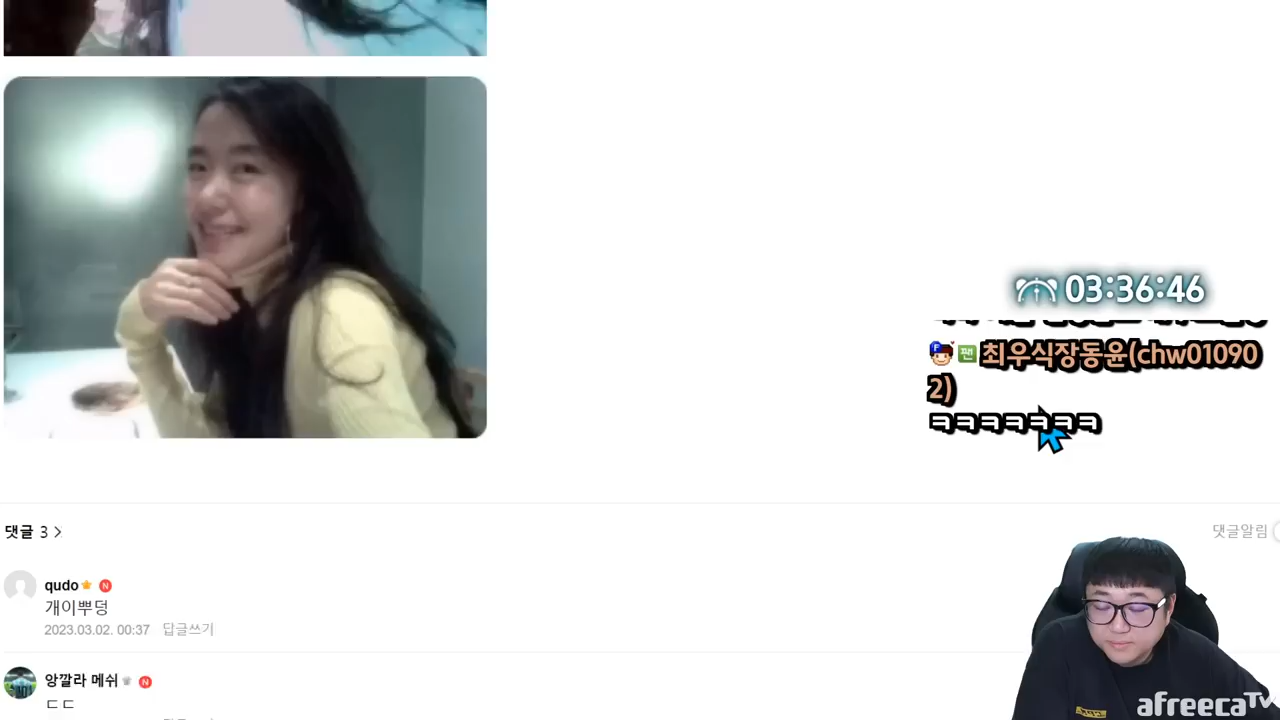 03:36:46
F 팬 최우식장동윤(chw01090
2)
ㅋㅋㅋㅋㅋㅋㅋ
댓글 3 >
댓글알림
qudo N
개이뿌덩
2023.03.02. 00:37 답글쓰기
앙깔라 메쉬 N
ㄷㄷ
afreecaTV